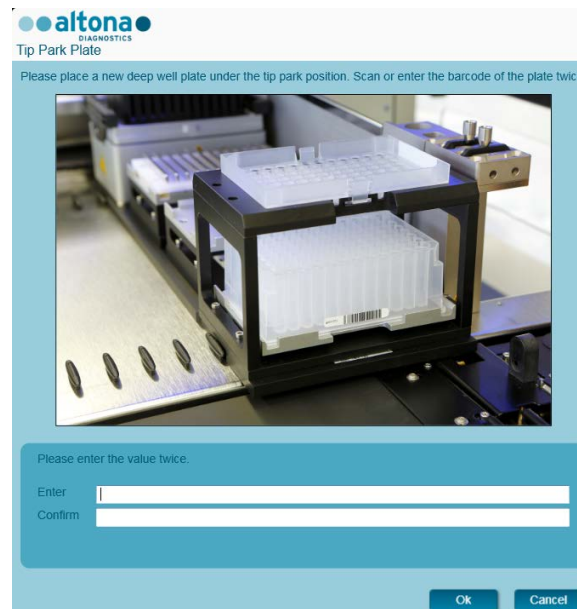 altona
DIAGNOSTICS
Tip Park Plate
Please place a new deep well plate under the tip park position. Scan or enter the barcode of the plate twic
Please enter the value twice.
Enter
Confirm
Ok
Cancel